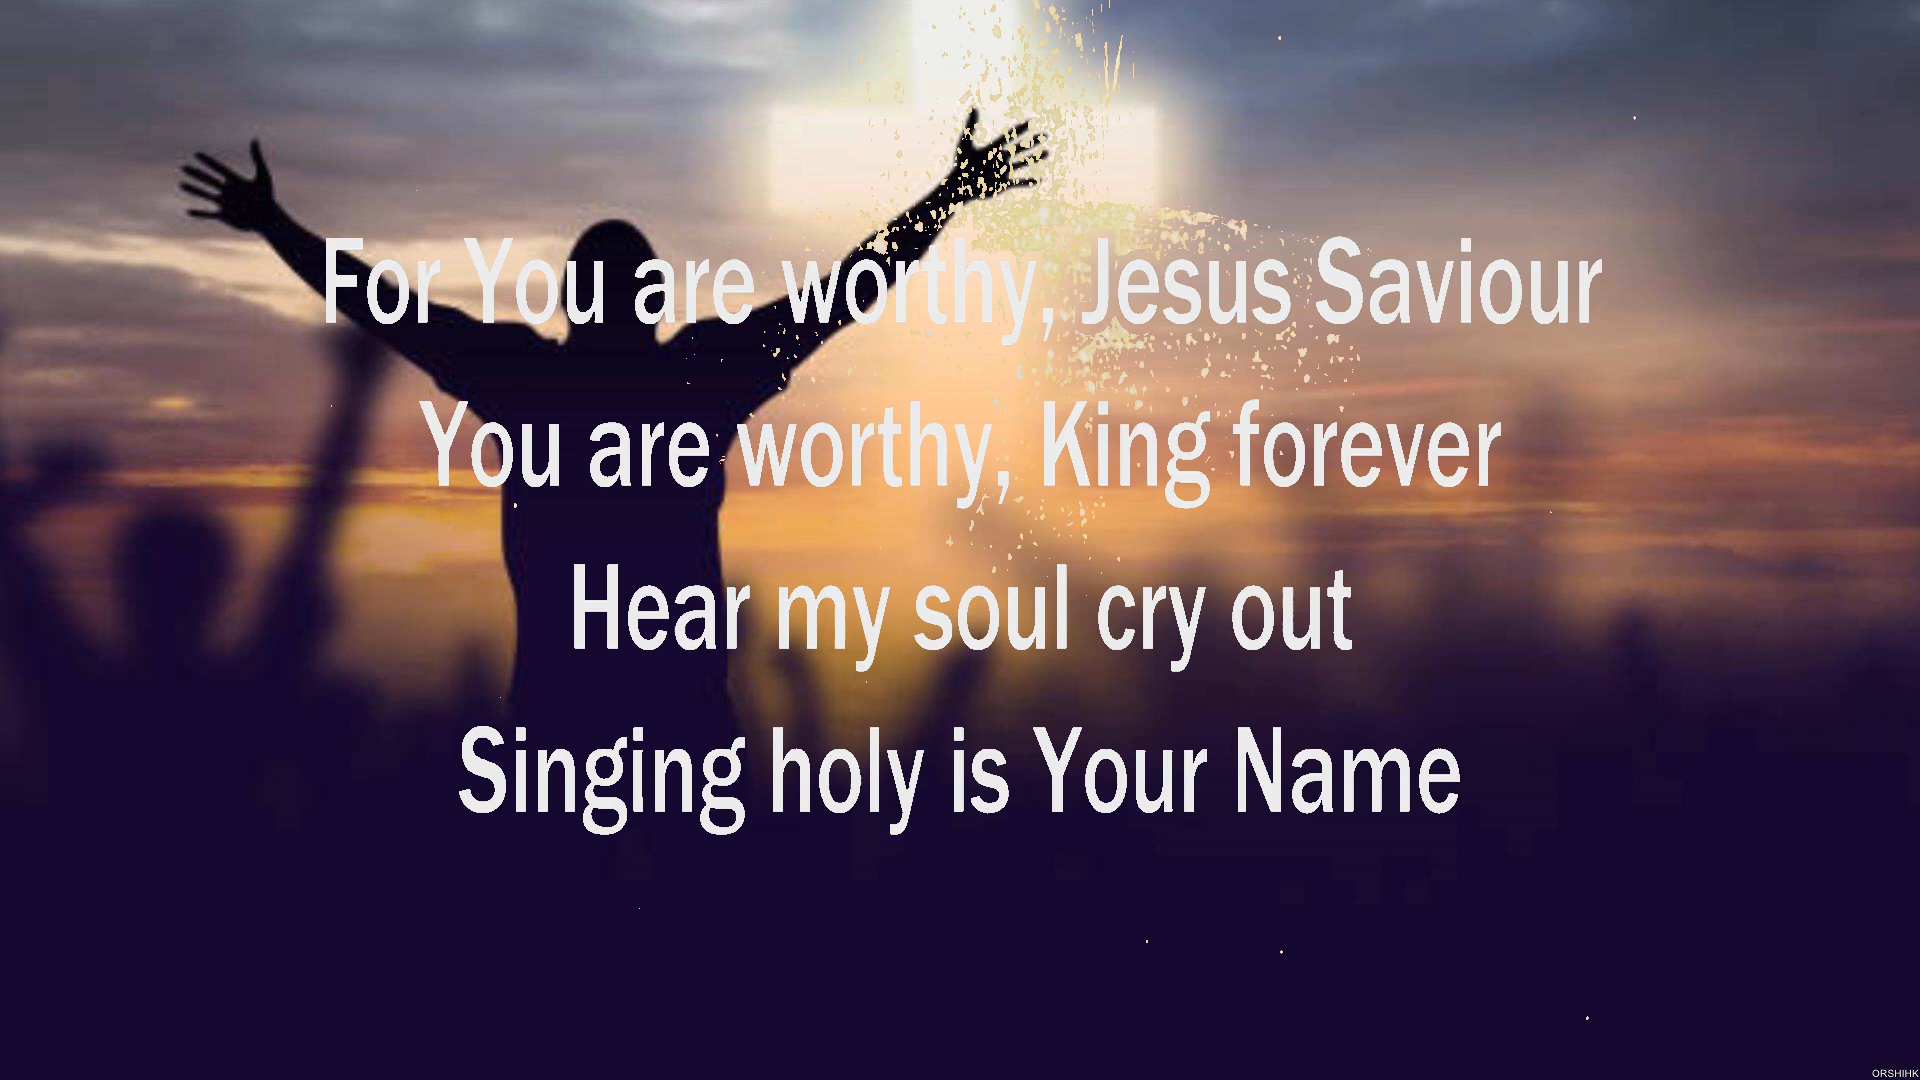 For You are worthy, Jesus Saviour
You are worthy, King forever
Hear my soul cry out
Singing holy is Your Name
ORSHIHK